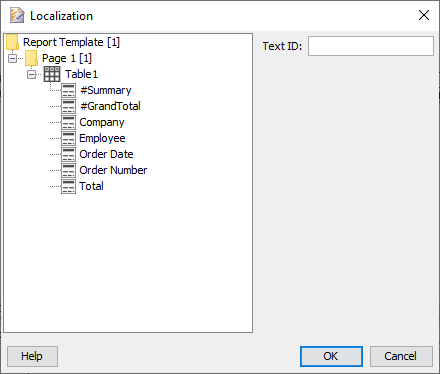 Localization
Report Template [1]
Page 1 [1]
Table1
#Summary
#GrandTotal
Company
Employee
Order Date
Order Number
Total
Text ID:
Help
OK
Cancel